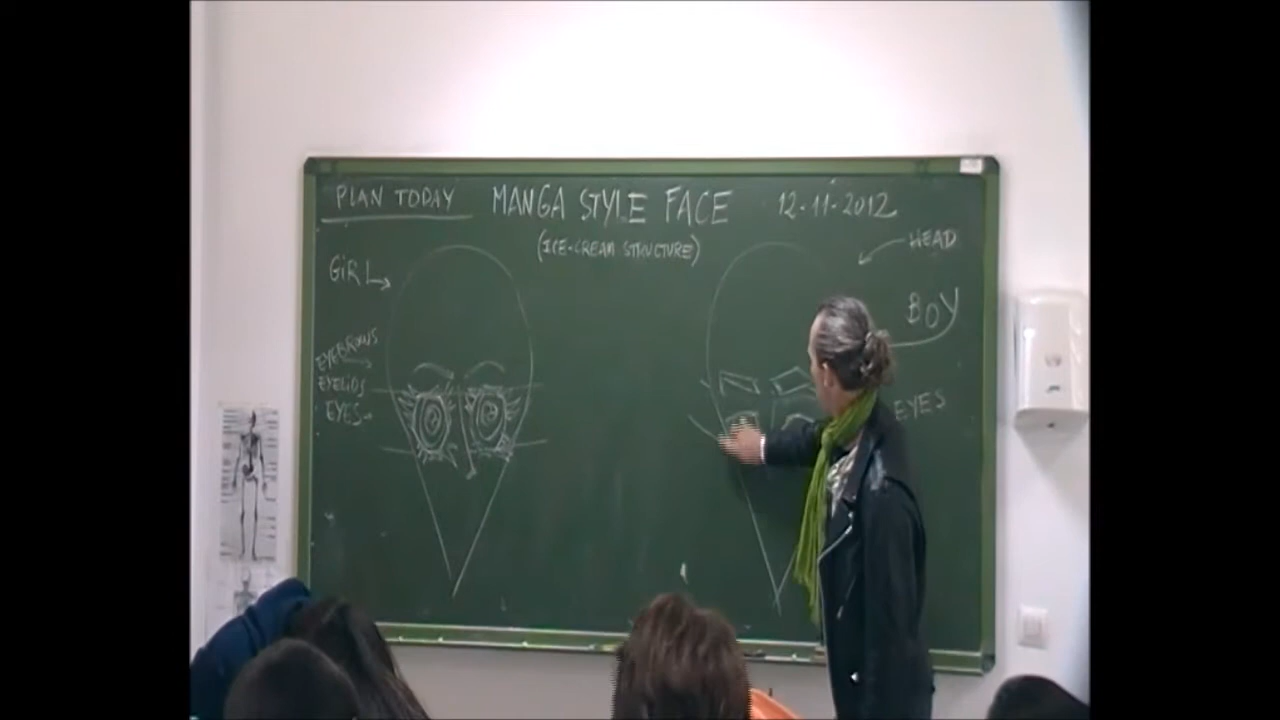 PLAN TODAY
MANGA STYLE FACE
12-11-2012
(ICE-CREAM STRUCTURE)
HEAD
GiRL
BOY
EYEBROWS
EYELIDS
EYES
EYES